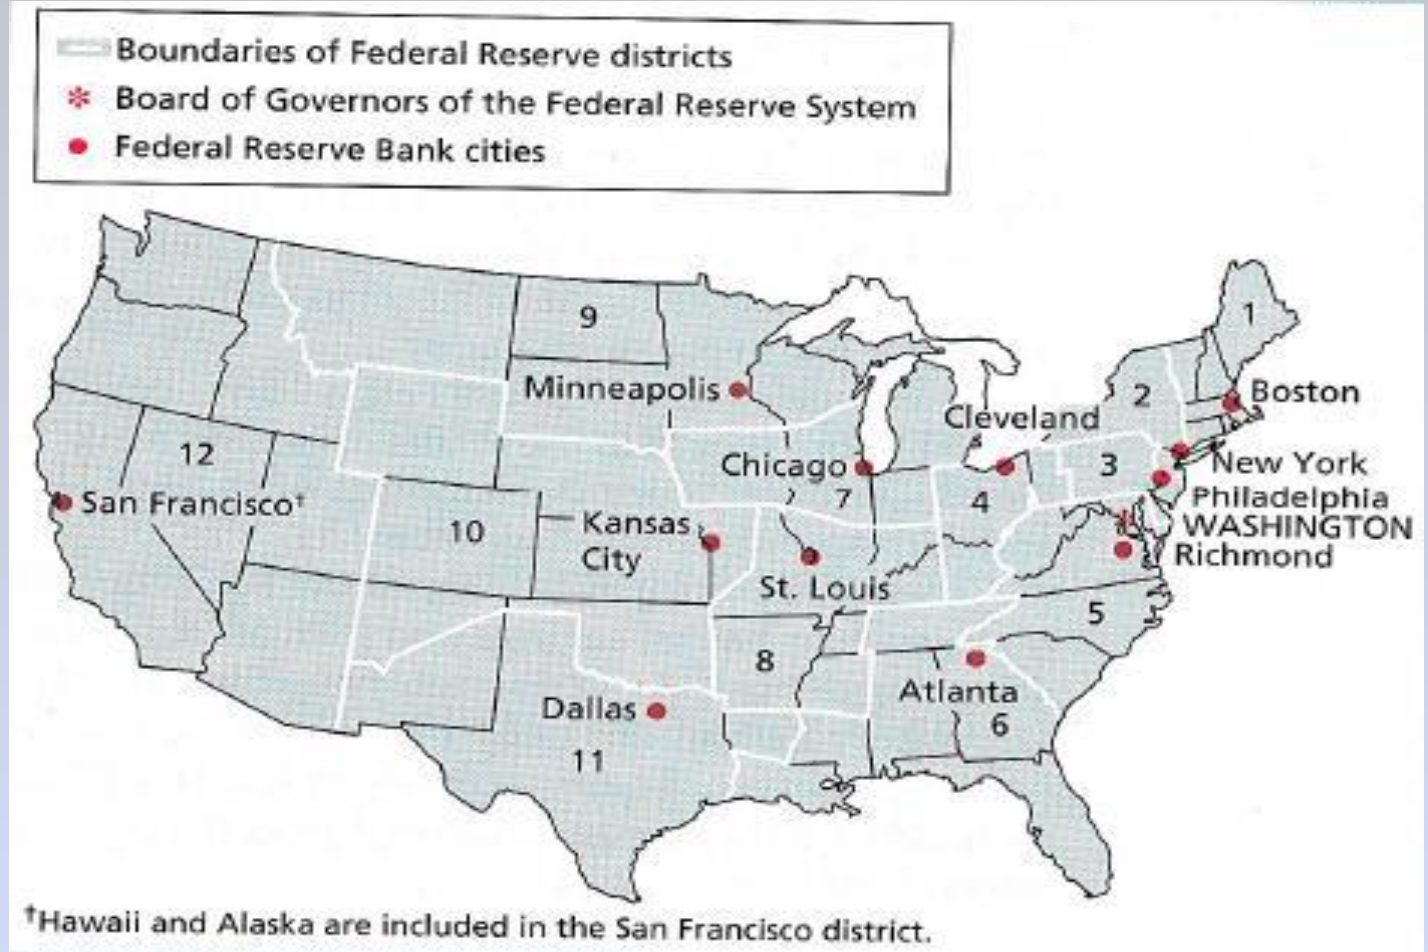 Boundaries of Federal Reserve districts
* Board of Governors of the Federal Reserve System
Federal Reserve Bank cities
1
9
Minneapolis
2
Boston
Cleveland
12
Chicago
3
New York
San Francisco†
7
4
Philadelphia
10
Kansas
City
WASHINGTON
Richmond
St. Louis
5
8
Atlanta
Dallas
6
11
†Hawaii and Alaska are included in the San Francisco district.